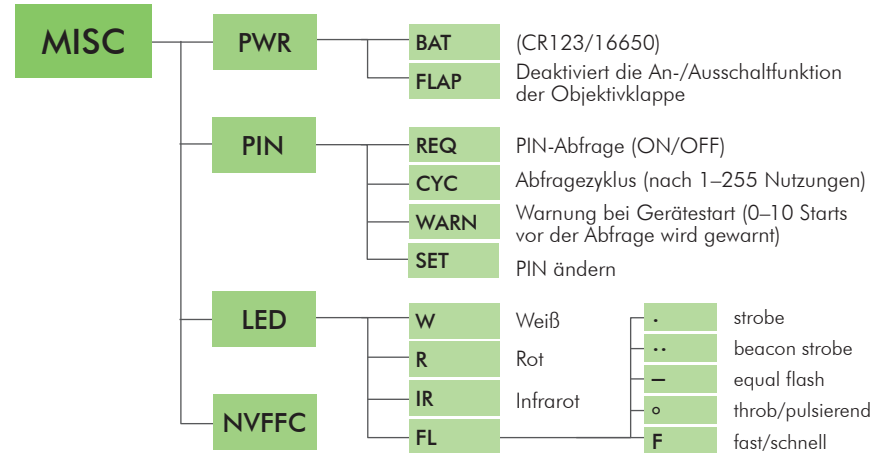 MISC
PWR
BAT (CR123/16650)
FLAP Deaktiviert die An-/Ausschaltfunktion
der Objektivklappe
PIN
REQ PIN-Abfrage (ON/OFF)
CYC Abfragezyklus (nach 1–255 Nutzungen)
WARN Warnung bei Gerätestart (0–10 Starts
vor der Abfrage wird gewarnt)
SET PIN ändern
LED
W Weiß
R Rot
IR Infrarot
FL
· strobe
·· beacon strobe
– equal flash
° throb/pulsierend
F fast/schnell
NVFFC